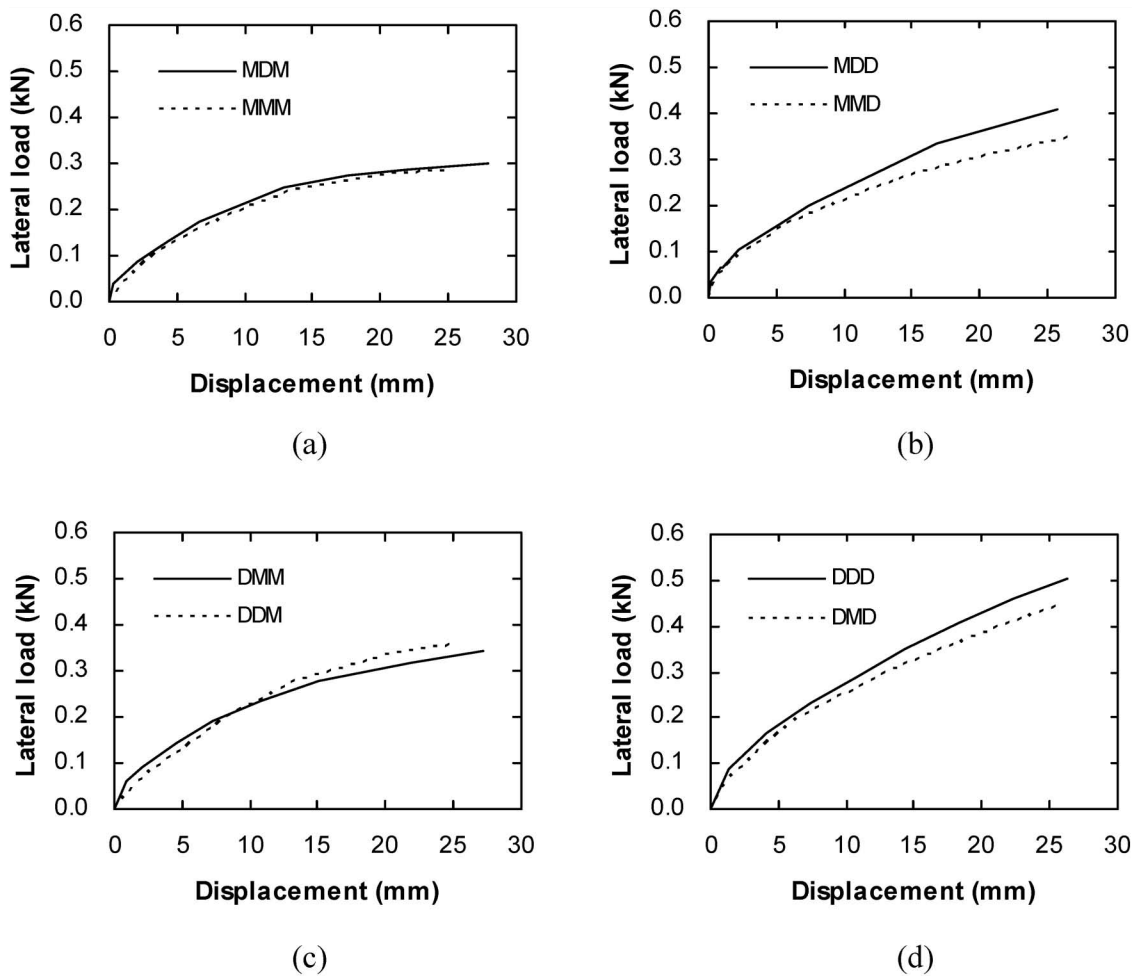 0.6
0.5
0.4
0.3
0.2
0.1
0.0
Lateral load (kN)
MDM
MMM
0 5 10 15 20 25 30
Displacement (mm)
(a)
0.6
0.5
0.4
0.3
0.2
0.1
0.0
Lateral load (kN)
MDD
MMD
0 5 10 15 20 25 30
Displacement (mm)
(b)
0.6
0.5
0.4
0.3
0.2
0.1
0.0
Lateral load (kN)
DMM
DDM
0 5 10 15 20 25 30
Displacement (mm)
(c)
0.6
0.5
0.4
0.3
0.2
0.1
0.0
Lateral load (kN)
DDD
DMD
0 5 10 15 20 25 30
Displacement (mm)
(d)